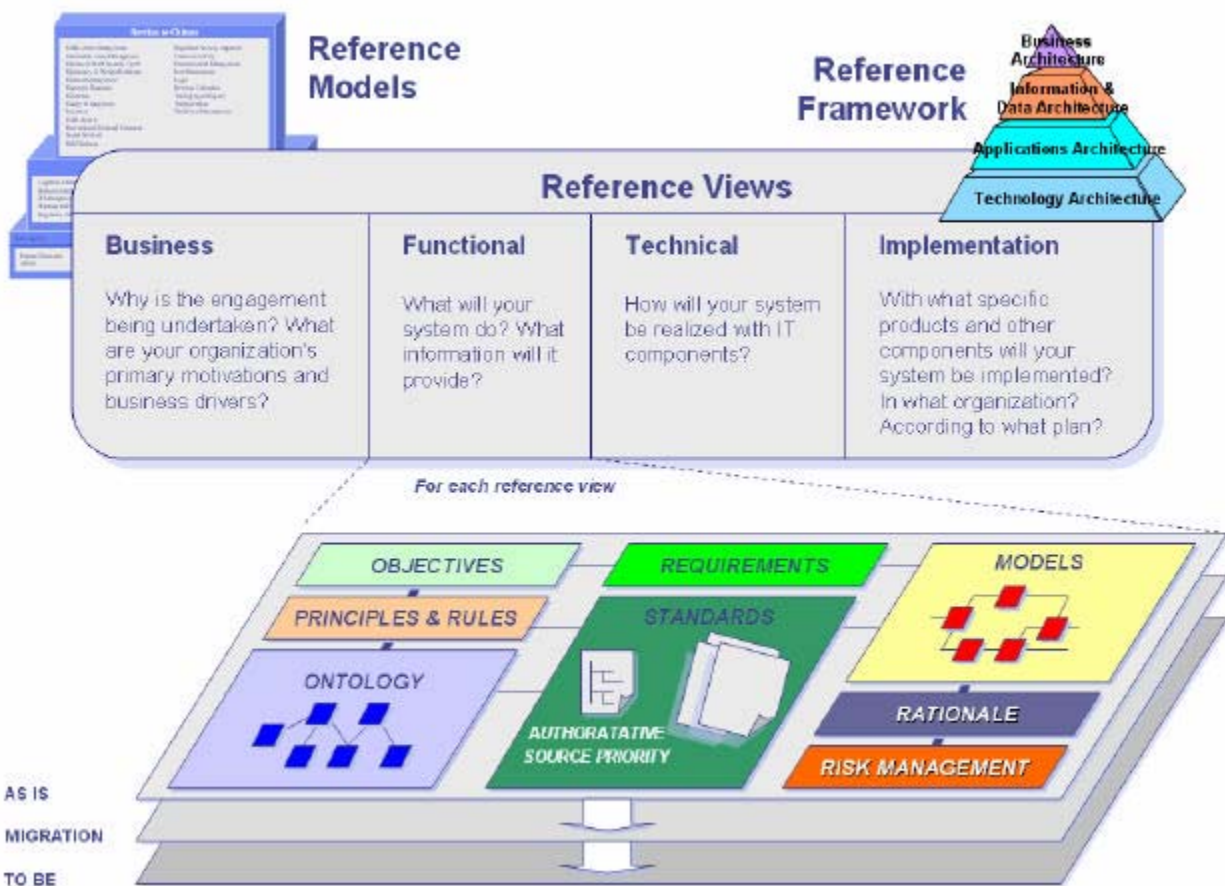 Services to Citizens
Reference
Models
Reference
Framework
Business
Architecture
Information &
Data Architecture
Applications Architecture
Technology Architecture
Reference Views
Business
Why is the engagement
being undertaken? What
are your organization's
primary motivations and
business drivers?
Functional
What will your
system do? What
information will it
provide?
Technical
How will your system
be realized with IT
components?
Implementation
With what specific
products and other
components will your
system be implemented?
In what organization?
According to what plan?
For each reference view
OBJECTIVES
REQUIREMENTS
MODELS
PRINCIPLES & RULES
STANDARDS
ONTOLOGY
AUTHORATATIVE
SOURCE PRIORITY
RATIONALE
RISK MANAGEMENT
AS IS
MIGRATION
TO BE